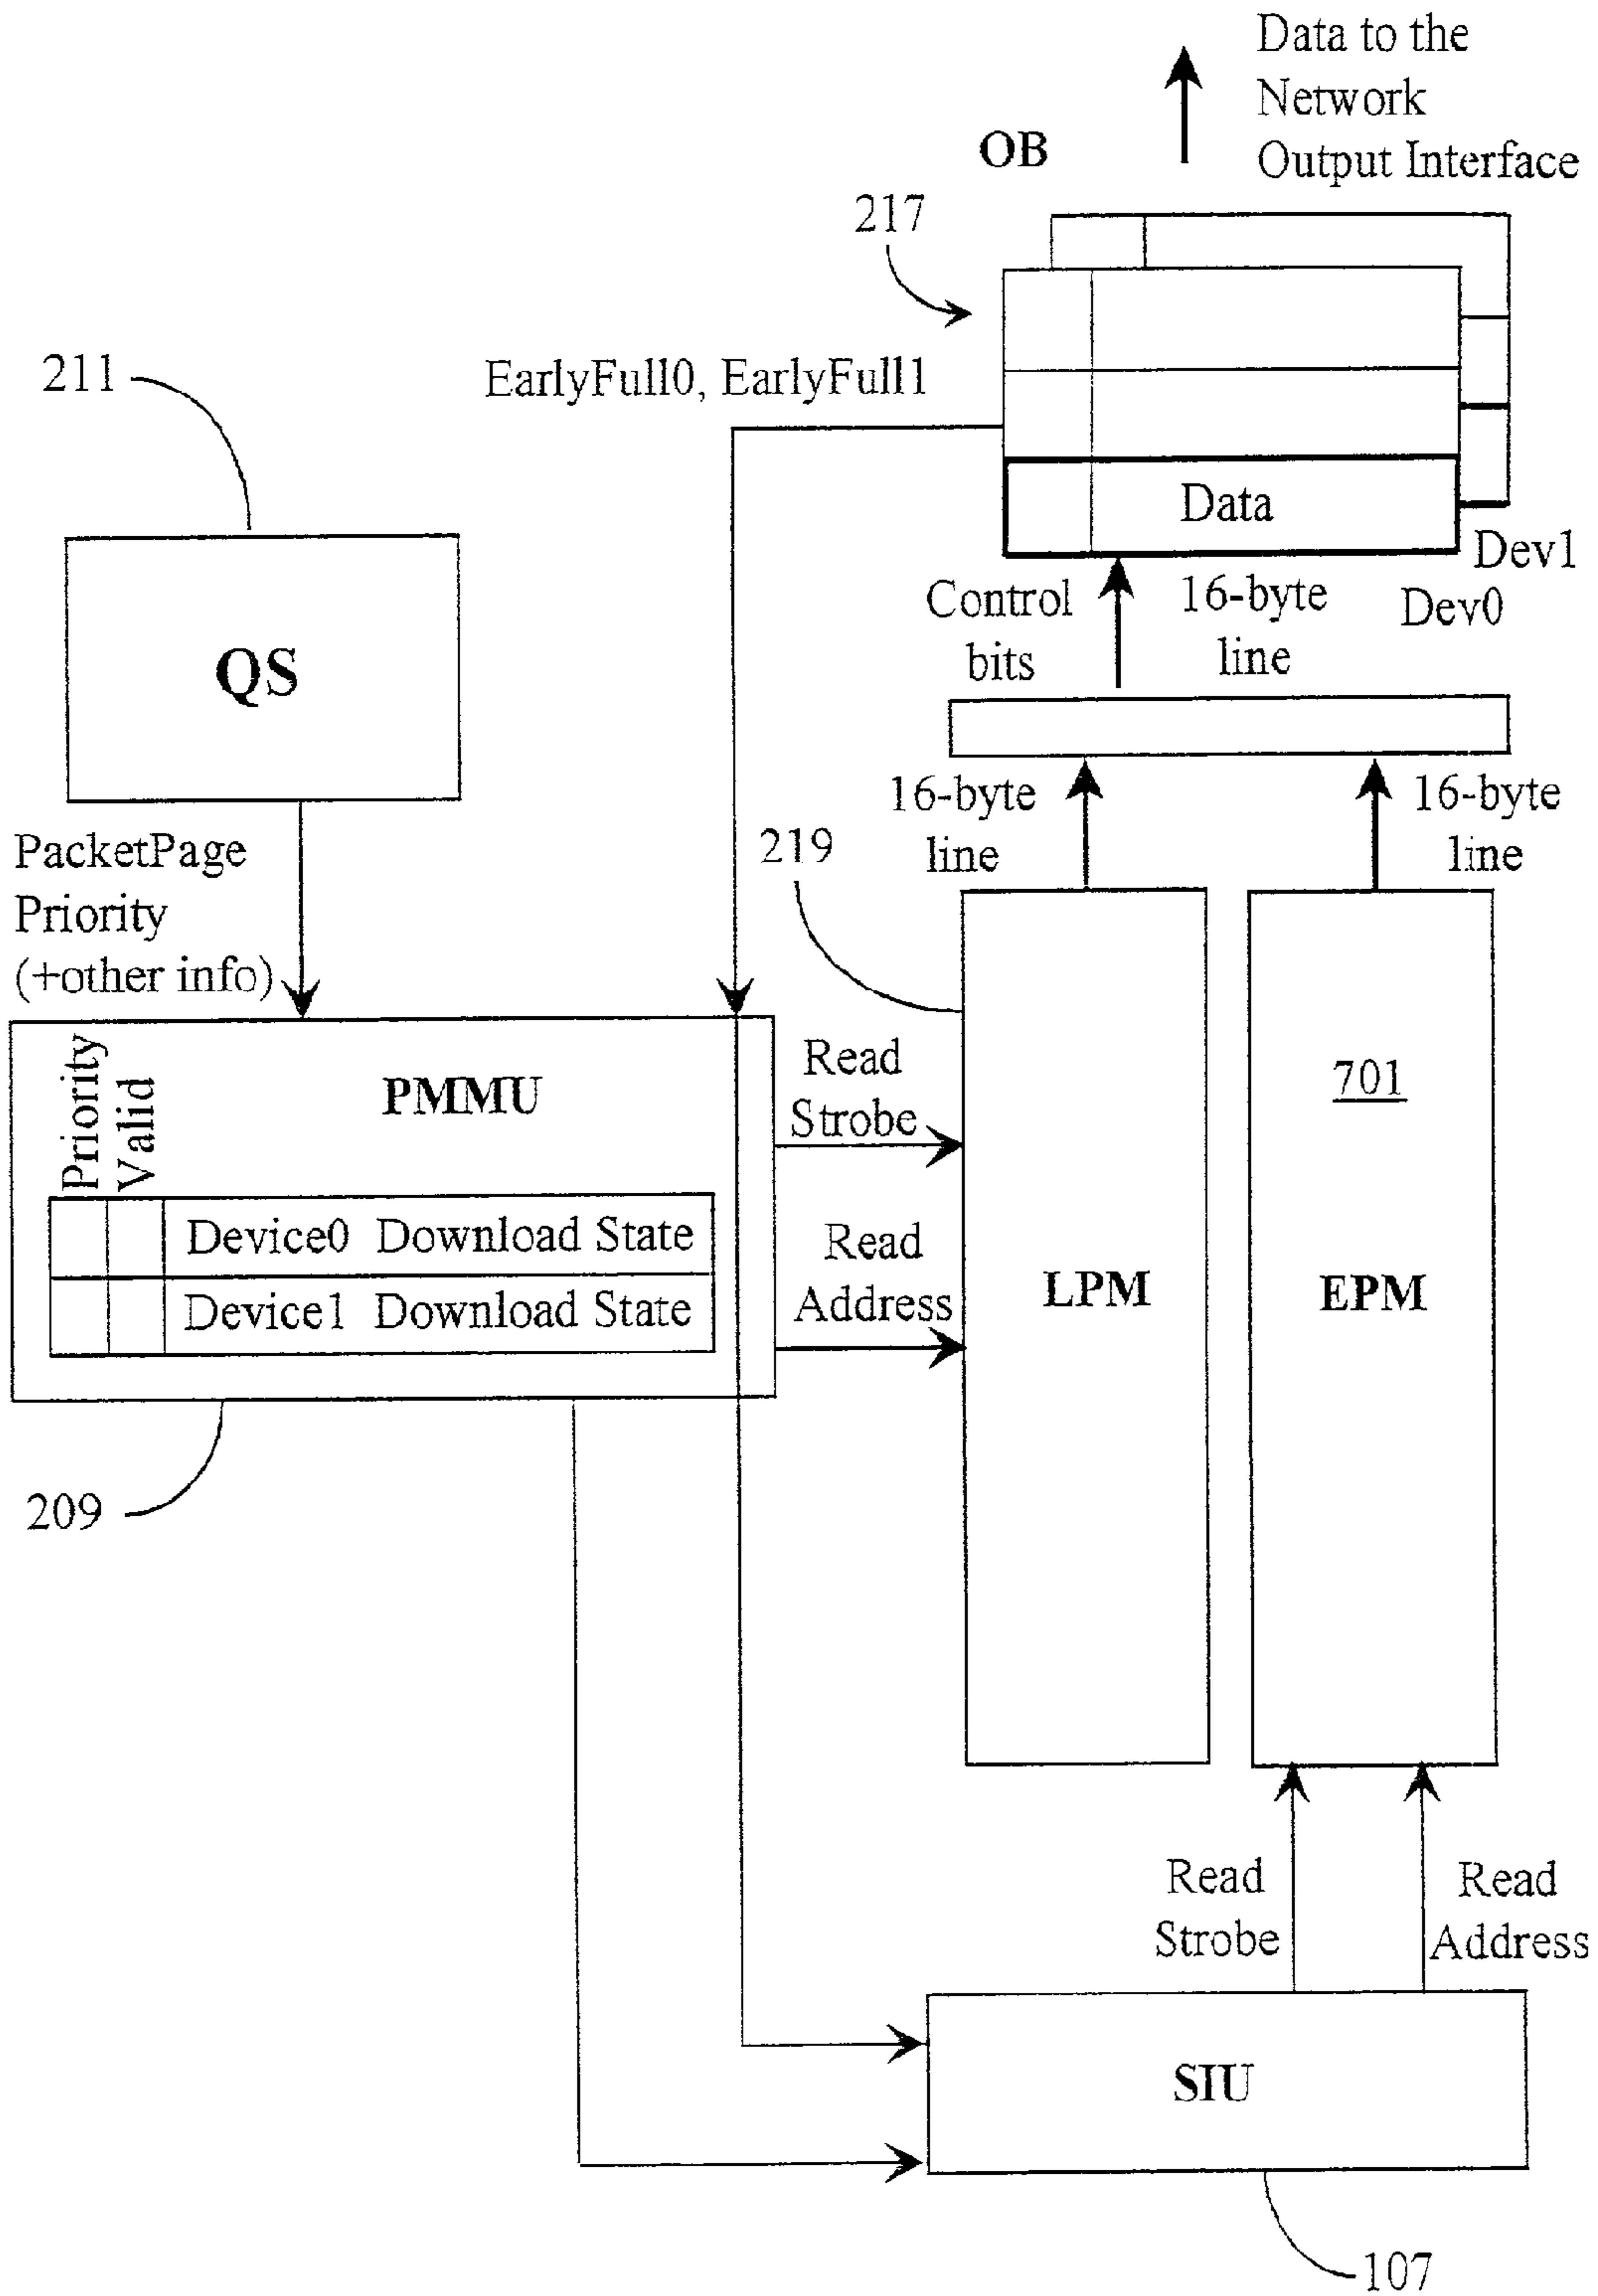 Data to the
Network
Output Interface
OB
217
211
EarlyFull0, EarlyFull1
Data
Dev1
Dev0
Control
bits
16-byte
line
QS
16-byte
line
16-byte
line
219
PacketPage
Priority
(+other info)
Priority
Valid
PMMU
Read
Strobe
701
Device0 Download State
Device1 Download State
Read
Address
LPM
EPM
209
Read
Strobe
Read
Address
SIU
107